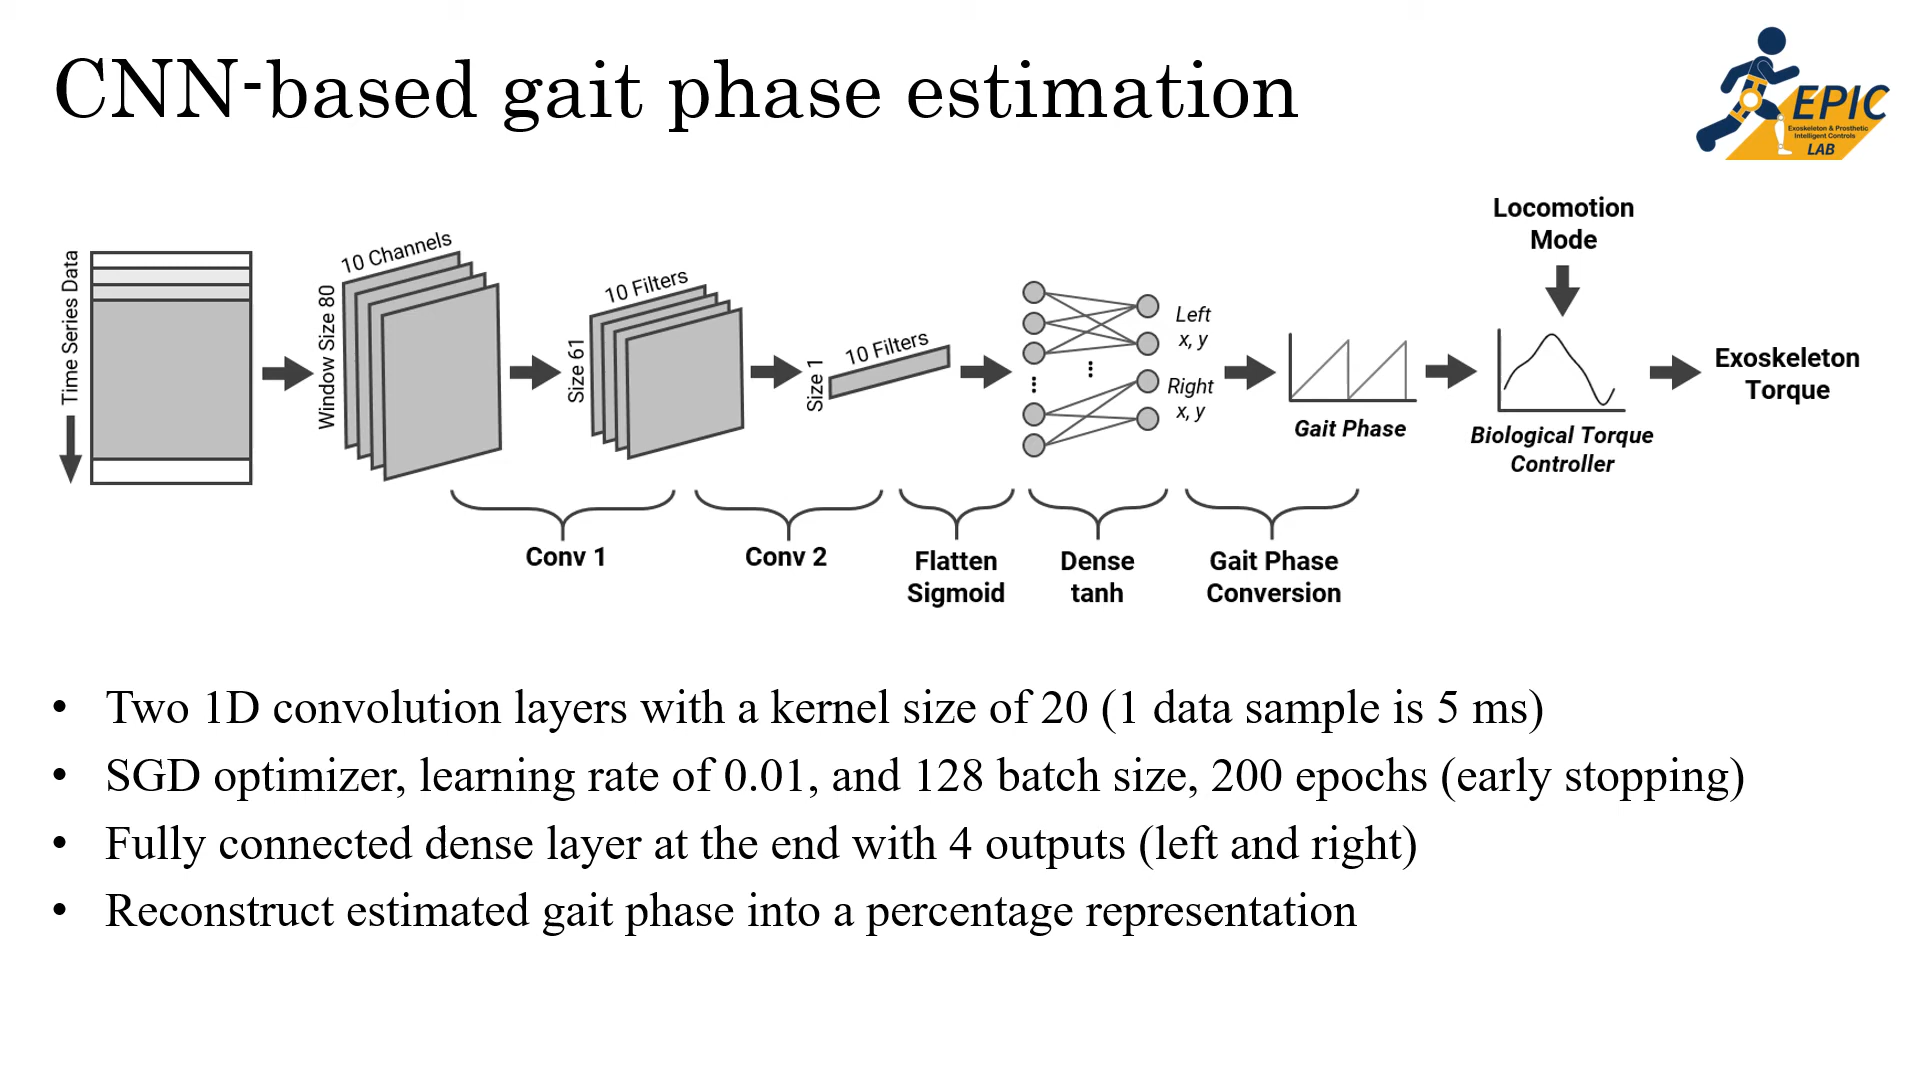 CNN-based gait phase estimation
EPIC
Exoskeleton & Prosthetic
Intelligent Controls
LAB
Time Series Data
Window Size 80
10 Channels
Size 61
10 Filters
Size 1
10 Filters
Left
x, y
Right
x, y
Gait Phase
Locomotion
Mode
Biological Torque
Controller
Exoskeleton
Torque
Conv 1
Conv 2
Flatten
Sigmoid
Dense
tanh
Gait Phase
Conversion
• Two 1D convolution layers with a kernel size of 20 (1 data sample is 5 ms)
• SGD optimizer, learning rate of 0.01, and 128 batch size, 200 epochs (early stopping)
• Fully connected dense layer at the end with 4 outputs (left and right)
• Reconstruct estimated gait phase into a percentage representation